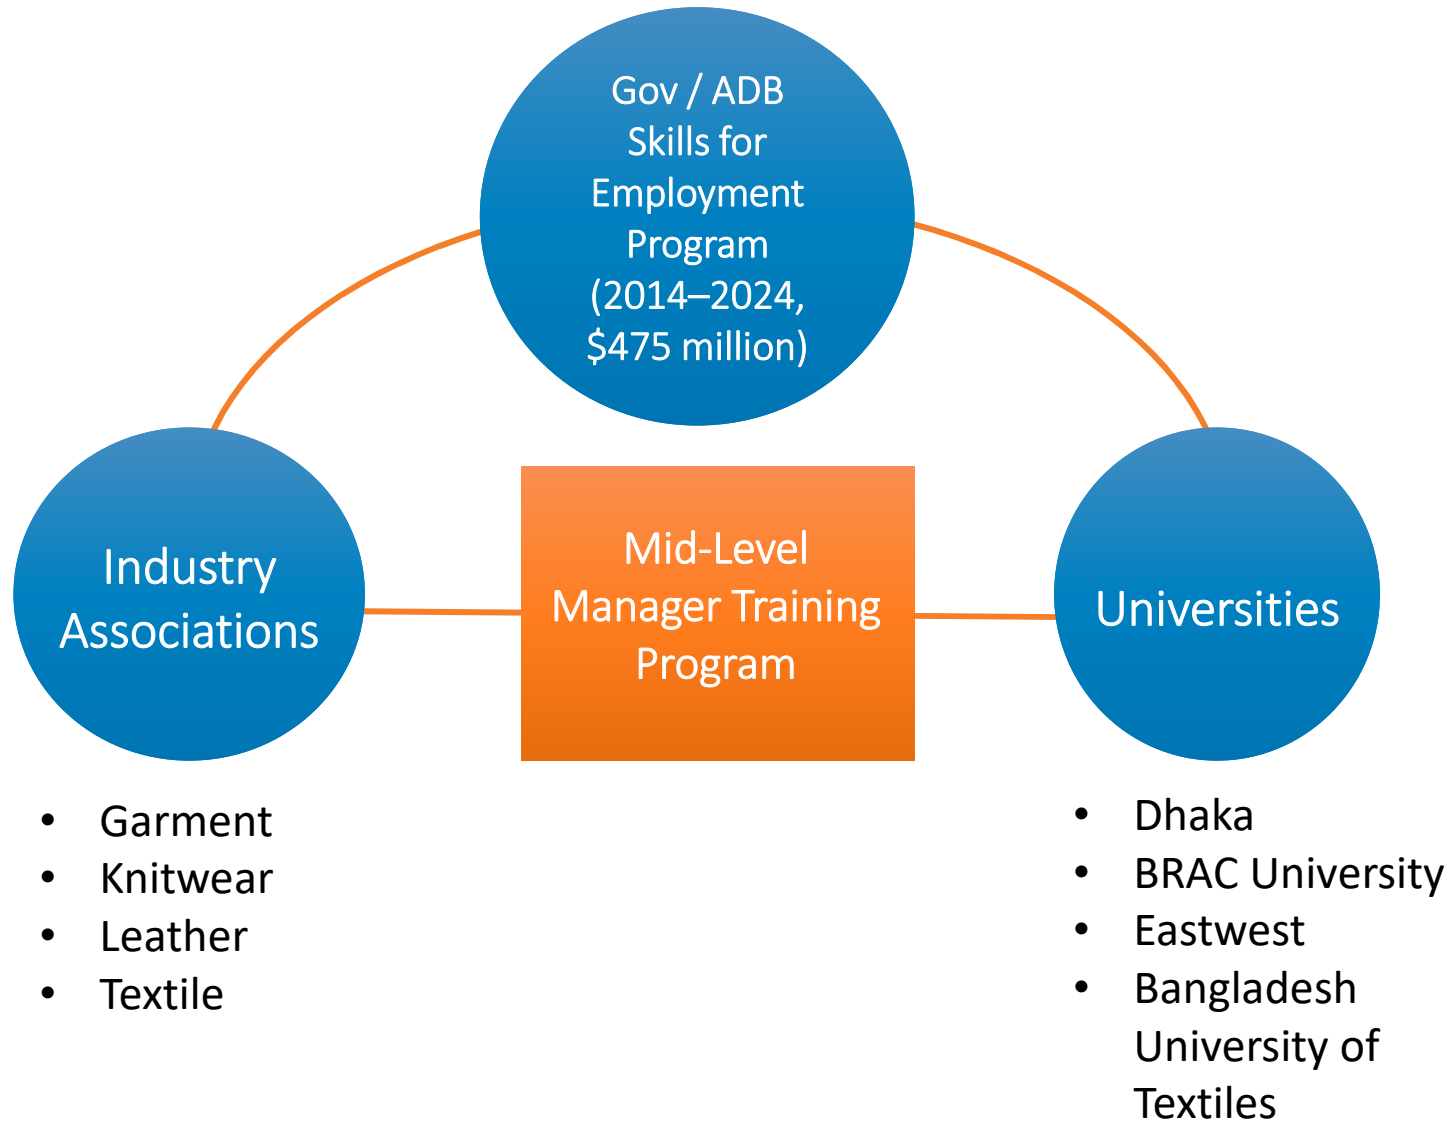 Gov / ADB
Skills for
Employment
Program
(2014–2024,
$475 million)
Industry
Associations
Mid-Level
Manager Training
Program
Universities
• Garment
• Knitwear
• Leather
• Textile
• Dhaka
• BRAC University
• Eastwest
• Bangladesh
University of
Textiles